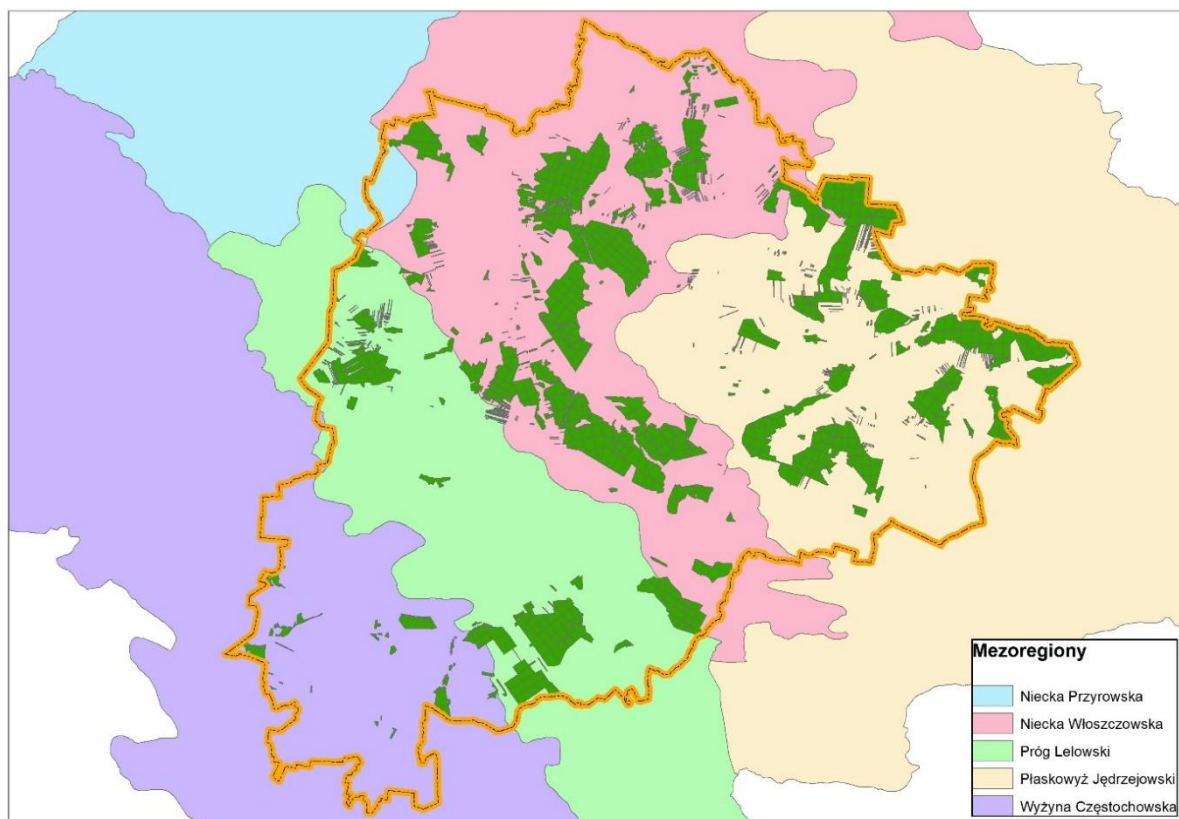 Mezoregiony
Niecka Przyrowska
Niecka Włoszczowska
Próg Lelowski
Płaskowyż Jędrzejowski
Wyżyna Częstochowska